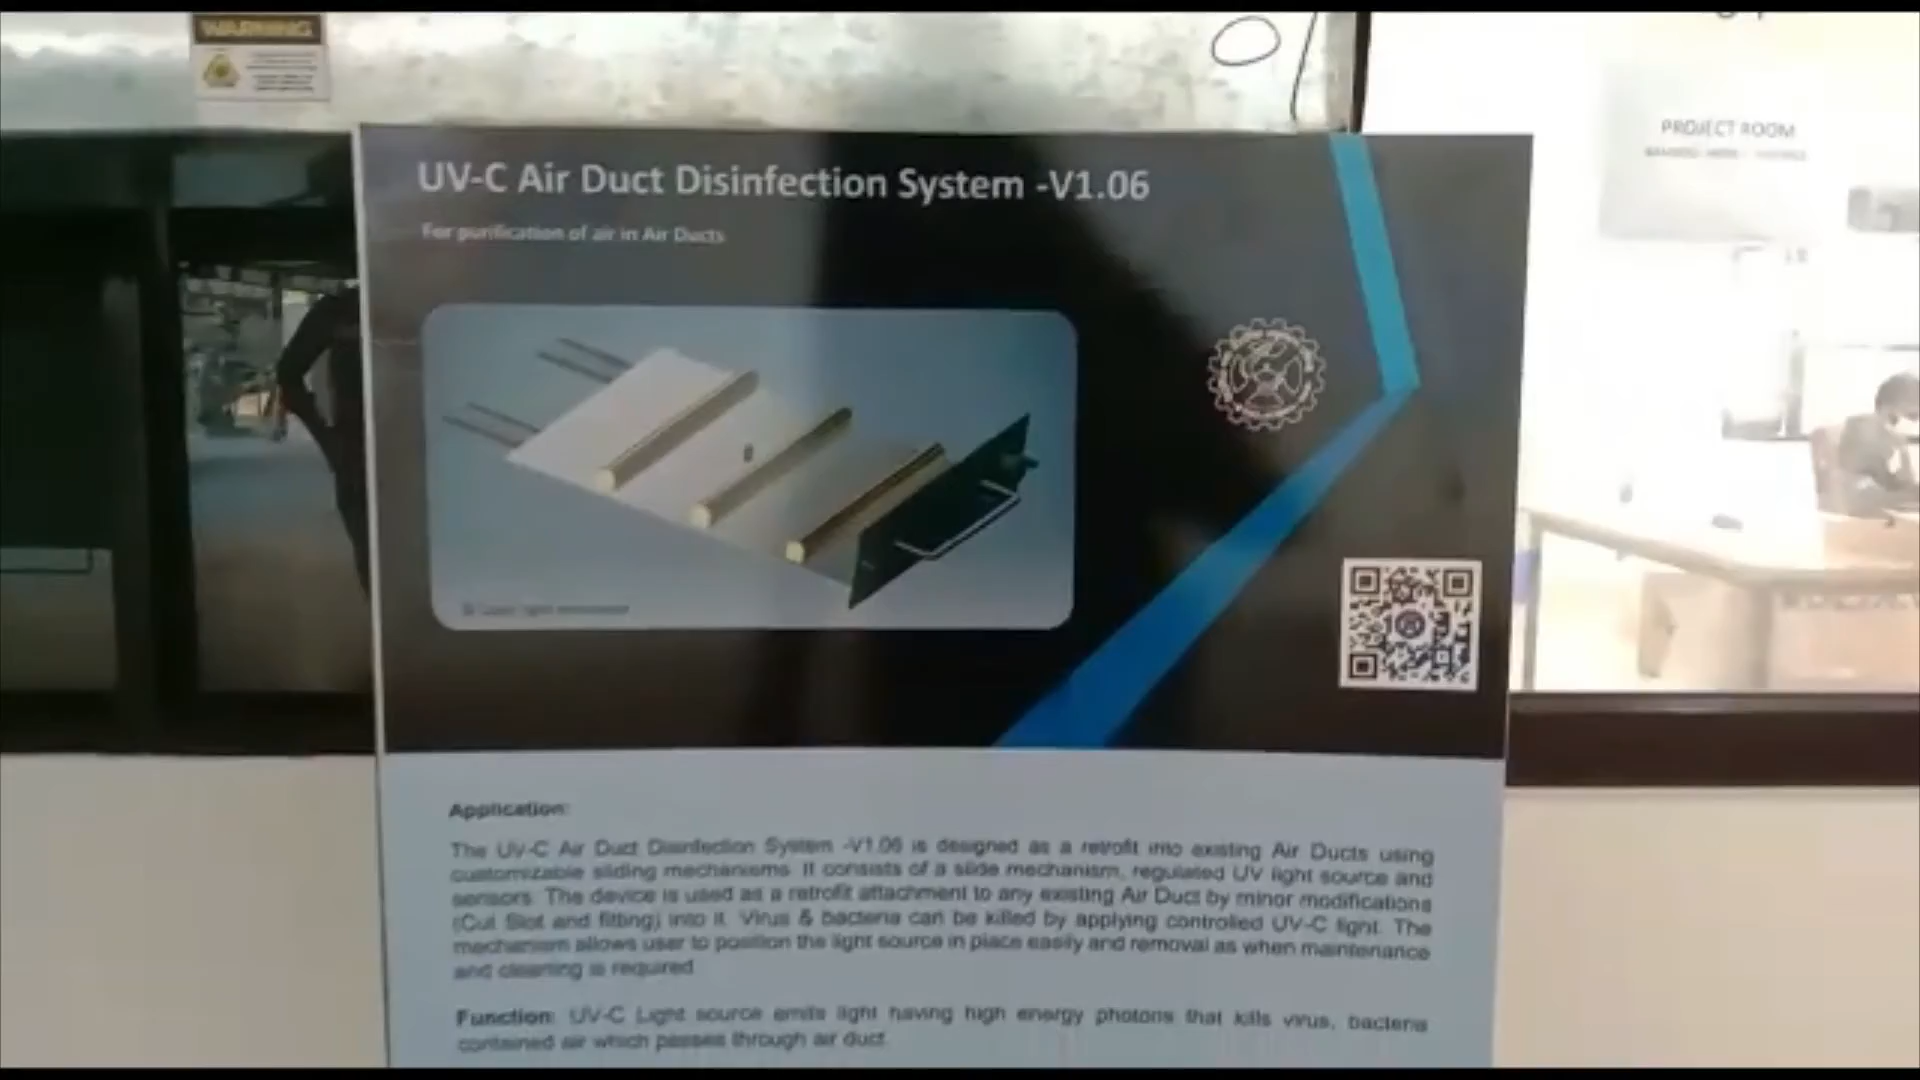 WARNING
PROJECT ROOM
UV-C Air Duct Disinfection System -V1.06
For purification of air in Air Ducts
Application:
The UV-C Air Duct Disinfection System -V1.06 is designed as a retrofit into existing Air Ducts using
customizable sliding mechanisms. It consists of a slide mechanism, regulated UV light source and
sensors. The device is used as a retrofit attachment to any existing Air Duct by minor modifications
(Cut Slot and fitting) into it. Virus & bacteria can be killed by applying controlled UV-C light. The
mechanism allows user to position the light source in place easily and removal as when maintenance
and cleaning is required.
Function: UV-C Light source emits light having high energy photons that kills virus, bacteria
contained air which passes through air duct.